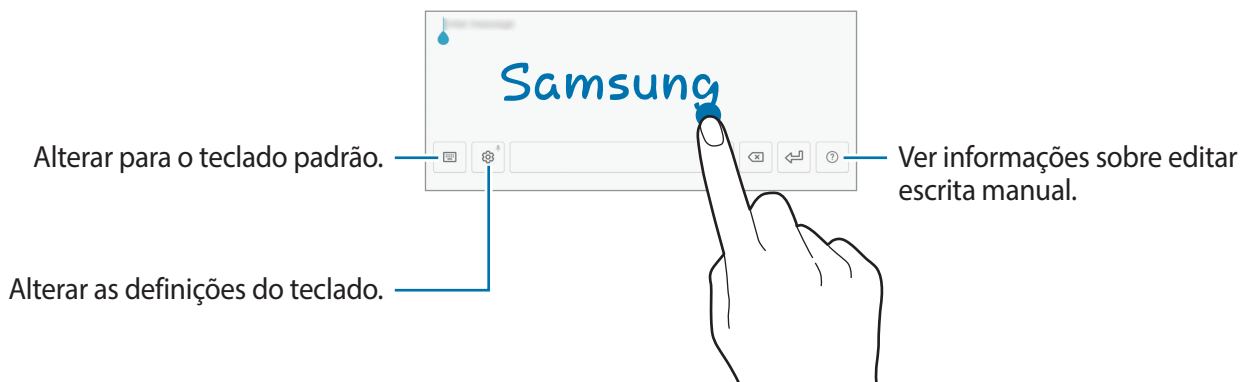 Samsung
Alterar para o teclado padrão.
Ver informações sobre editar
escrita manual.
Alterar as definições do teclado.